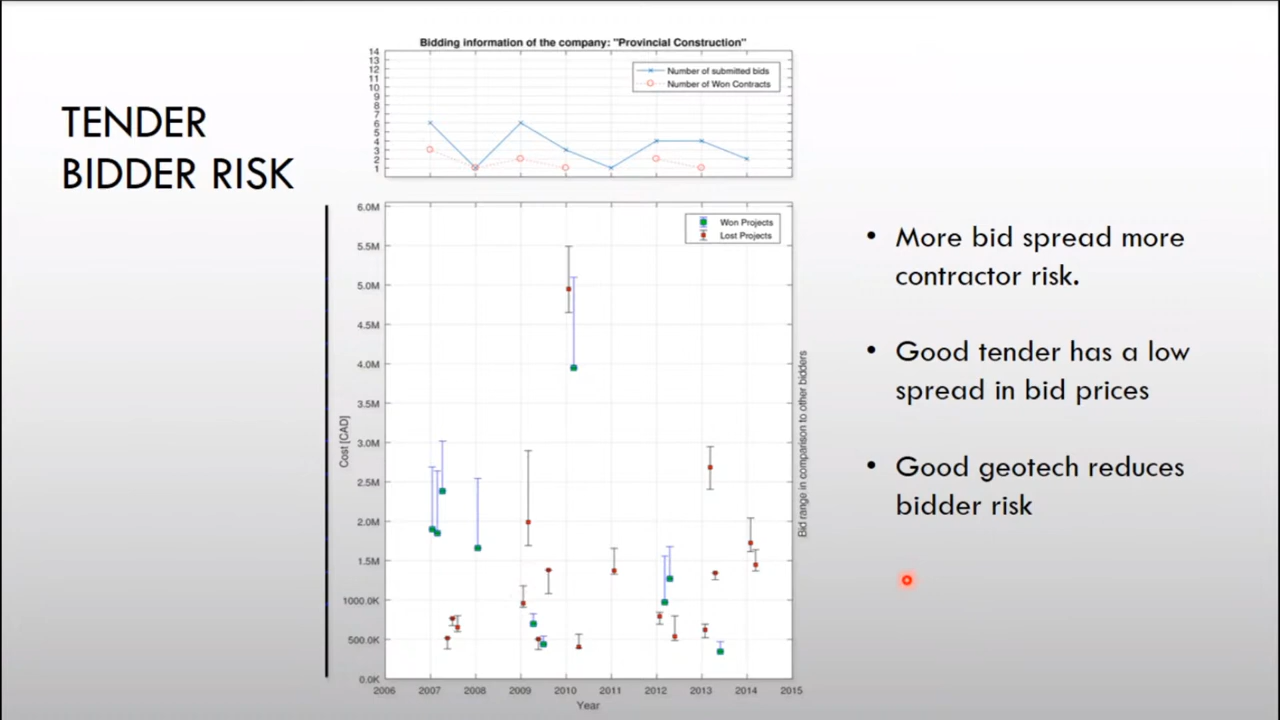 TENDER
BIDDER RISK
Bidding information of the company: "Provincial Construction"
14
13
12
11
10
9
8
7
6
5
4
3
2
1
Number of submitted bids
Number of Won Contracts
6.0M
5.5M
5.0M
4.5M
4.0M
3.5M
3.0M
2.5M
2.0M
1.5M
1000.0K
500.0K
0.0K
Cost [CAD]
Won Projects
Lost Projects
Bid range in comparison to other bidders
2006 2007 2008 2009 2010 2011 2012 2013 2014 2015
Year
• More bid spread more
contractor risk.
• Good tender has a low
spread in bid prices
• Good geotech reduces
bidder risk